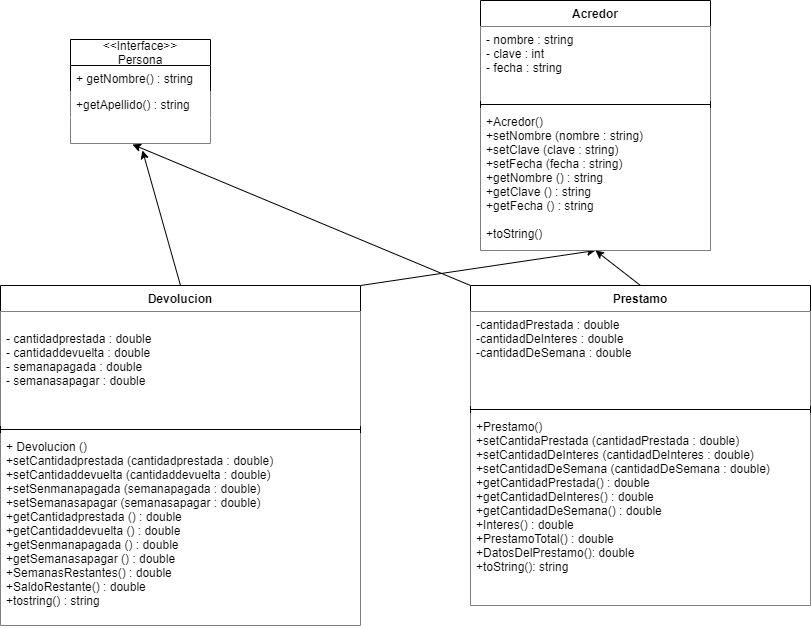 <<Interface>>
Persona
+ getNombre() : string
+getApellido() : string
Acredor
- nombre : string
- clave : int
- fecha : string
+Acredor()
+setNombre (nombre : string)
+setClave (clave : string)
+setFecha (fecha : string)
+getNombre () : string
+getClave () : string
+getFecha () : string
+toString()
Devolucion
- cantidadprestada : double
- cantidaddevuelta : double
- semanapagada : double
- semanasapagar : double
+ Devolucion ()
+setCantidadprestada (cantidadprestada : double)
+setCantidaddevuelta (cantidaddevuelta : double)
+setSenmanapagada (semanapagada : double)
+setSemanasapagar (semanasapagar : double)
+getCantidadprestada () : double
+getCantidaddevuelta () : double
+getSenmanapagada () : double
+getSemanasapagar () : double
+SemanasRestantes() : double
+SaldoRestante() : double
+tostring() : string
Prestamo
-cantidadPrestada : double
-cantidadDeInteres : double
-cantidadDeSemana : double
+Prestamo()
+setCantidaPrestada (cantidadPrestada : double)
+setCantidadDeInteres (cantidadDeInteres : double)
+setCantidadDeSemana (cantidadDeSemana : double)
+getCantidadPrestada() : double
+getCantidadDeInteres() : double
+getCantidadDeSemana() : double
+Interes() : double
+PrestamoTotal() : double
+DatosDelPrestamo(): double
+toString(): string